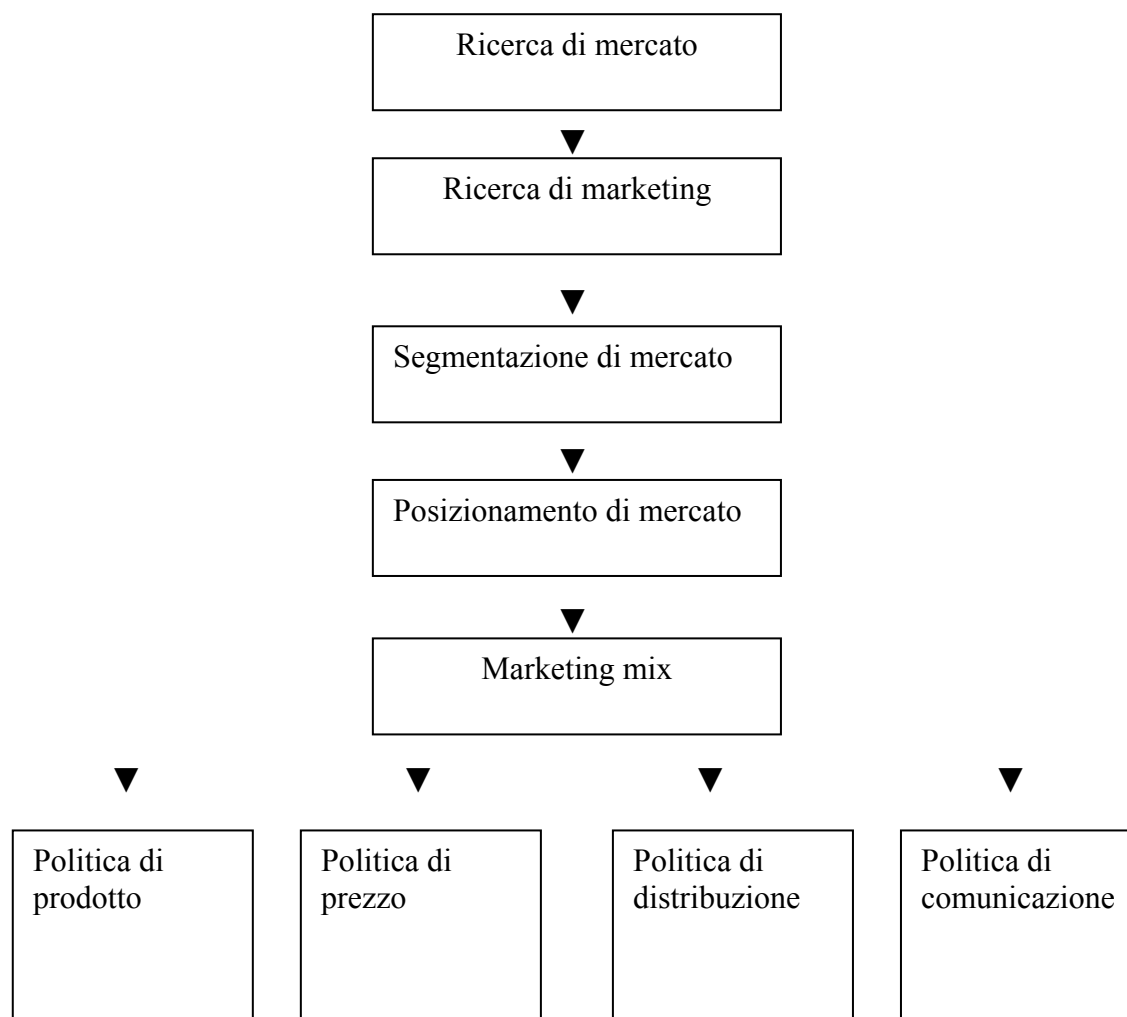 Ricerca di mercato
Ricerca di marketing
Segmentazione di mercato
Posizionamento di mercato
Marketing mix
Politica di
prodotto
Politica di
prezzo
Politica di
distribuzione
Politica di
comunicazione